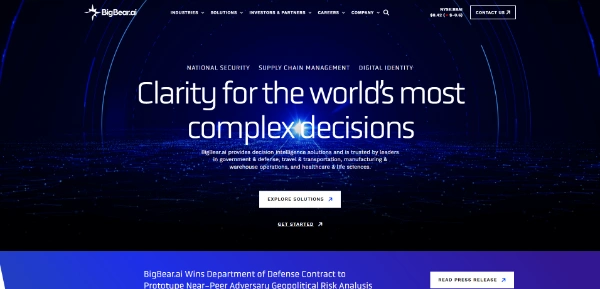 BigBear.ai
INDUSTRIES SOLUTIONS INVESTORS & PARTNERS CAREERS COMPANY
NYSE:BBAI
CONTACT US
NATIONAL SECURITY SUPPLY CHAIN MANAGEMENT DIGITAL IDENTITY
Clarity for the world's most
complex decisions
BigBear.ai provides decision intelligence solutions and is trusted by leaders
in government & defense, travel & transportation, manufacturing &
warehouse operations, and healthcare & life sciences.
EXPLORE SOLUTIONS
GET STARTED
BigBear.ai Wins Department of Defense Contract to
Prototype Near-Peer Adversary Geopolitical Risk Analysis
READ PRESS RELEASE